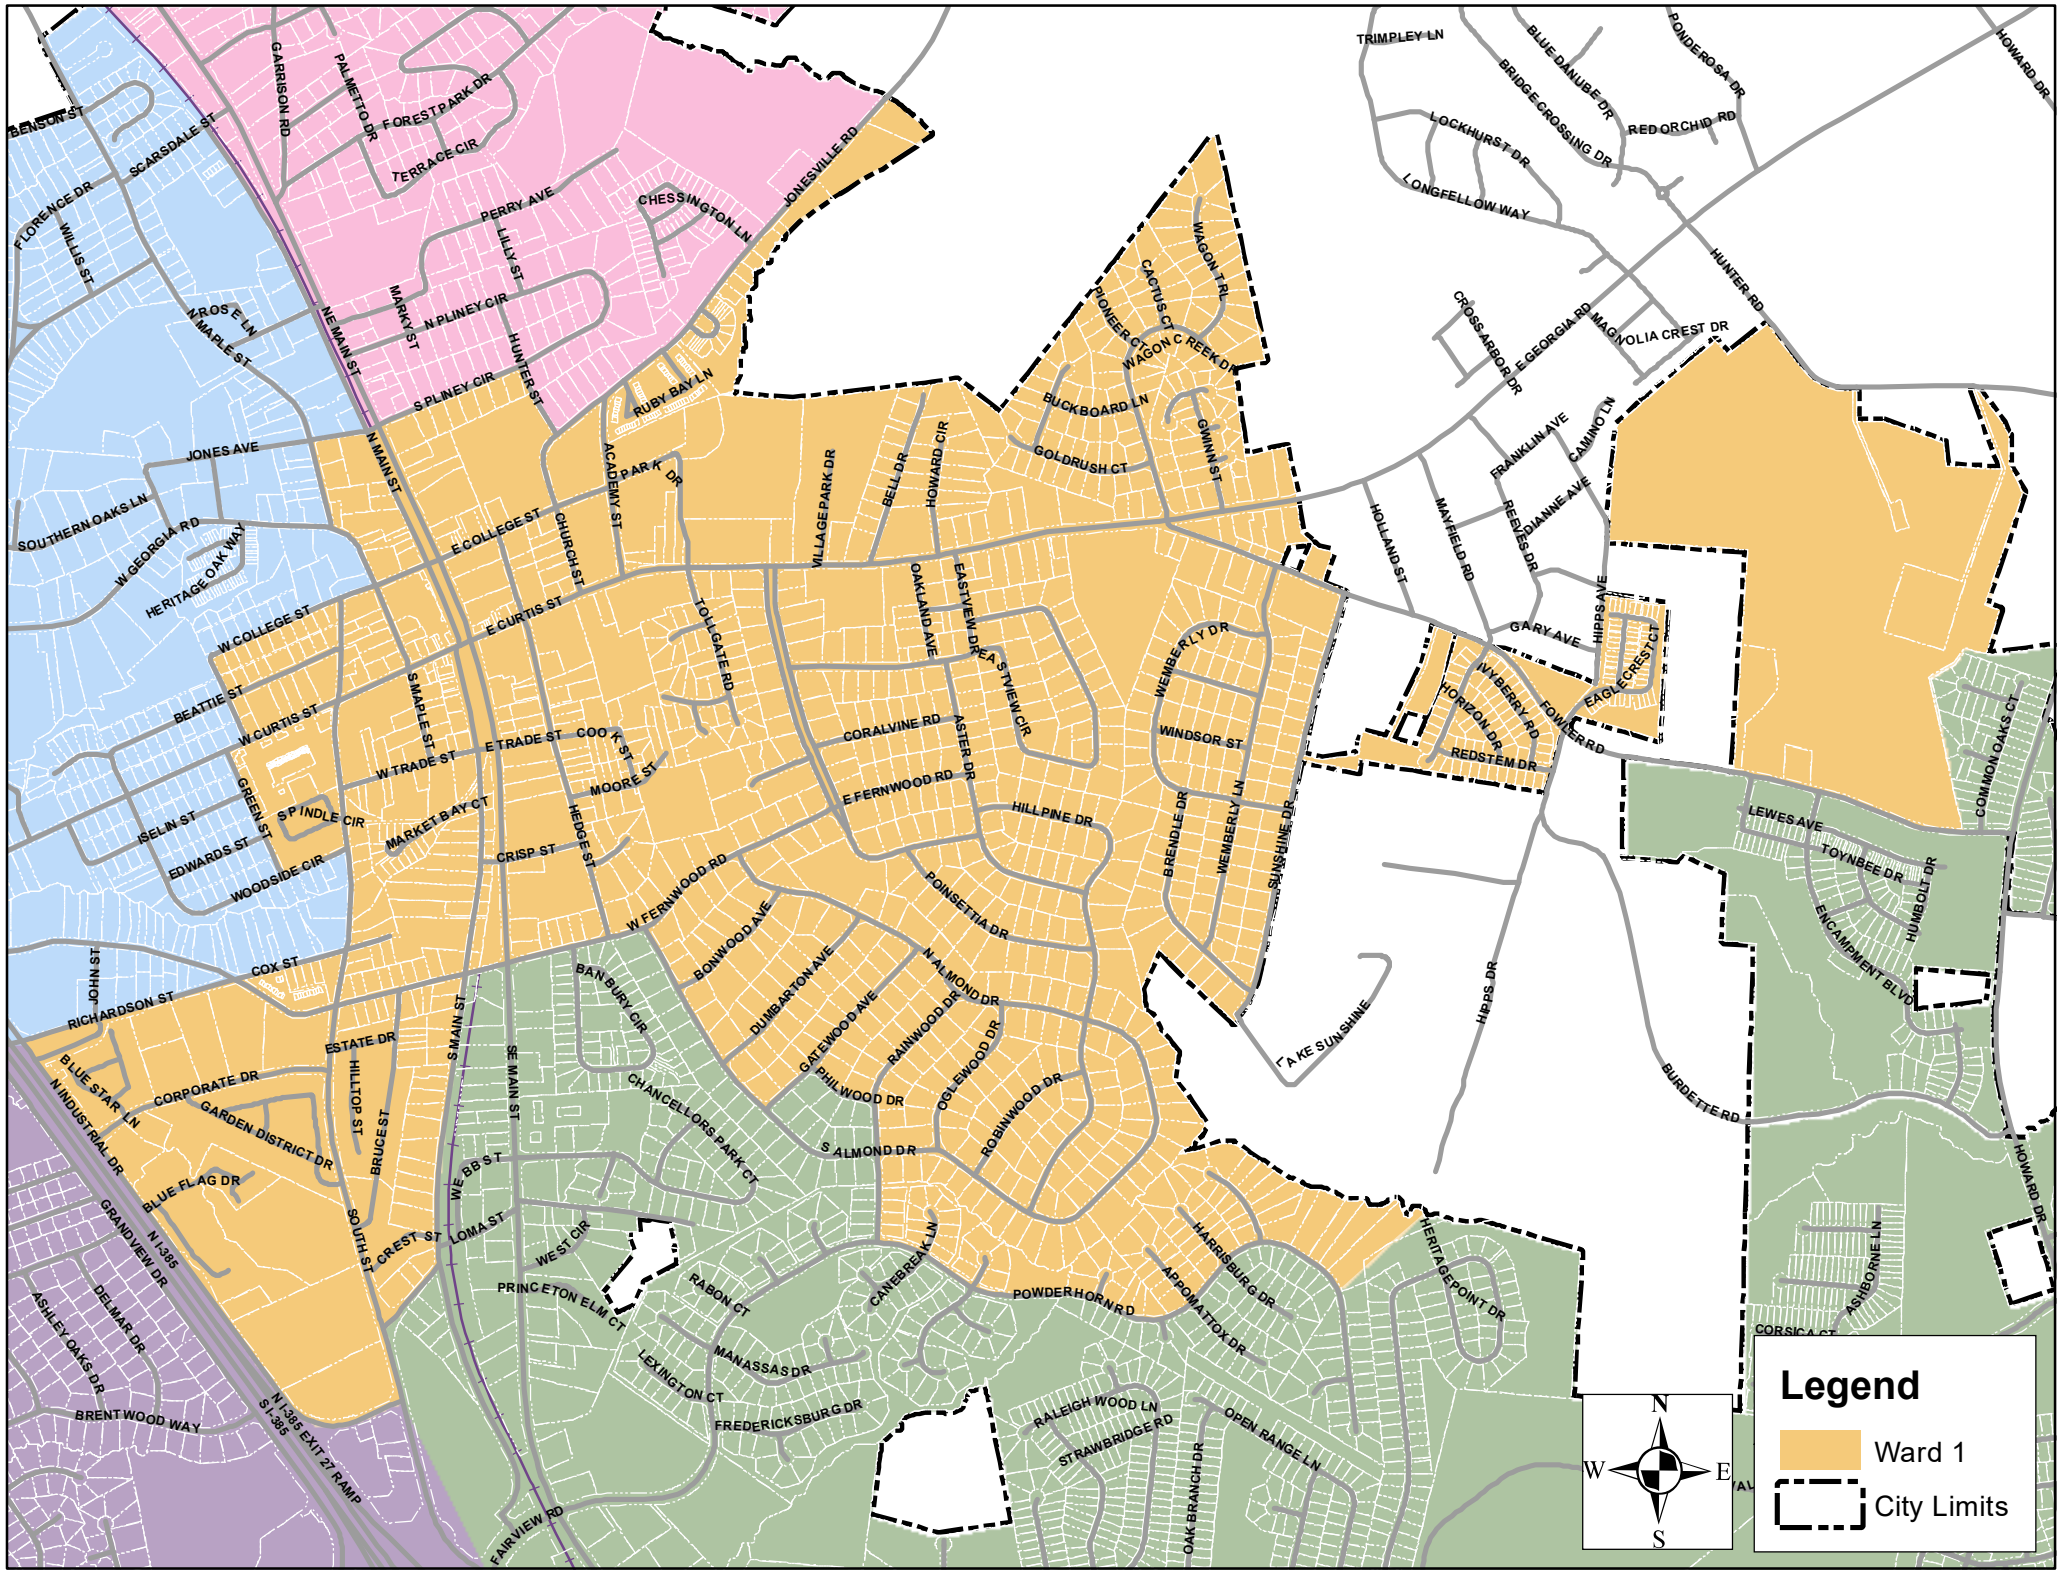 TRIMPLEY LN
BLUE DANUBE DR
PONDEROSA DR
HOWARD DR
GARRISON RD
PALMETTO DR
FOREST PARK DR
BRIDGE CROSSING DR
RED ORCHID RD
BENSON ST
SCARSDALE ST
TERRACE CIR
LOCKHURST DR
JONESVILLE RD
FLORENCE DR
WILLIS ST
PERRY AVE
LILLY ST
CHESSINGTON LN
LONGFELLOW WAY
WAGON TRL
CACTUS CT
PIONEER CT
WAGON CREEK DR
HUNTER RD
N ROSE LN
N MAPLE ST
NE MAIN ST
MARKY ST
N PLINEY CIR
HUNTER ST
S PLINEY CIR
RUBY BAY LN
CROSS ARBOR DR
E GEORGIA RD
MAGNOLIA CREST DR
BUCKBOARD LN
GOLDRUSH CT
GWINN ST
FRANKLIN AVE
CAMINO LN
JONES AVE
N MAIN ST
ACADEMY ST
PARK DR
VILLAGE PARK DR
BELL DR
HOWARD CIR
SOUTHERN OAKS LN
W GEORGIA RD
HERITAGE OAK WAY
E COLLEGE ST
CHURCH ST
HOLLAND ST
MAYFIELD RD
REEVES DR
DIANNE AVE
W COLLEGE ST
E CURTIS ST
TOLLGATE RD
OAKLAND AVE
EASTVIEW DR
EASTVIEW CIR
WEMBERLY DR
GARY AVE
HIPPS AVE
EAGLECREST CT
BEATTIE ST
W CURTIS ST
S MAPLE ST
IVYBERRY RD
HORIZON DR
FOWLER RD
REDSTEM DR
COMMON OAKS CT
W TRADE ST
E TRADE ST
COOK ST
MOORE ST
CORALVINE RD
ASTER DR
WINDSOR ST
E FERNWOOD RD
HILLPINE DR
BRENDLE DR
WEMBERLY LN
SUNSHINE DR
GREEN ST
SPINDLE CIR
MARKET BAY CT
ISELIN ST
EDWARDS ST
WOODSIDE CIR
CRISP ST
HEDGE ST
LEWES AVE
TOYNBEE DR
HUMBOLT DR
ENCAMPMENT BLVD
W FERNWOOD RD
BONWOOD AVE
POINSETTIA DR
DUMBARTON AVE
N ALMOND DR
JOHN ST
COX ST
RICHARDSON ST
BANBURY CIR
GATEWOOD AVE
RAINWOOD DR
HIPPS DR
LAKE SUNSHINE
S MAIN ST
SE MAIN ST
ESTATE DR
BLUE STAR LN
CORPORATE DR
HILLTOP ST
GARDEN DISTRICT DR
BRUCE ST
CHANCELLORS PARK CT
PHILWOOD DR
OGLEWOOD DR
ROBINWOOD DR
S ALMOND DR
BURDETTE RD
N INDUSTRIAL DR
BLUE FLAG DR
WEBB ST
GRANDVIEW DR
N I-385
SOUTH ST
CREST ST
LOMA ST
WEST CIR
HOWARD DR
DELMAR DR
ASHLEY OAKS DR
PRINCETON ELM CT
RABON CT
CANEBREAK LN
POWDERHORN RD
APPOMATTOX DR
HARRISBURG DR
HERITAGEPOINT DR
ASHBORNE LN
CORSICA CT
MANASSAS DR
LEXINGTON CT
FREDERICKSBURG DR
BRENTWOOD WAY
N I-385 EXIT 27 RAMP
S I-385
RALEIGH WOOD LN
STRAWBRIDGE RD
OAK BRANCH DR
OPEN RANGE LN
FAIRVIEW RD
N
W
E
S
Legend
Ward 1
City Limits